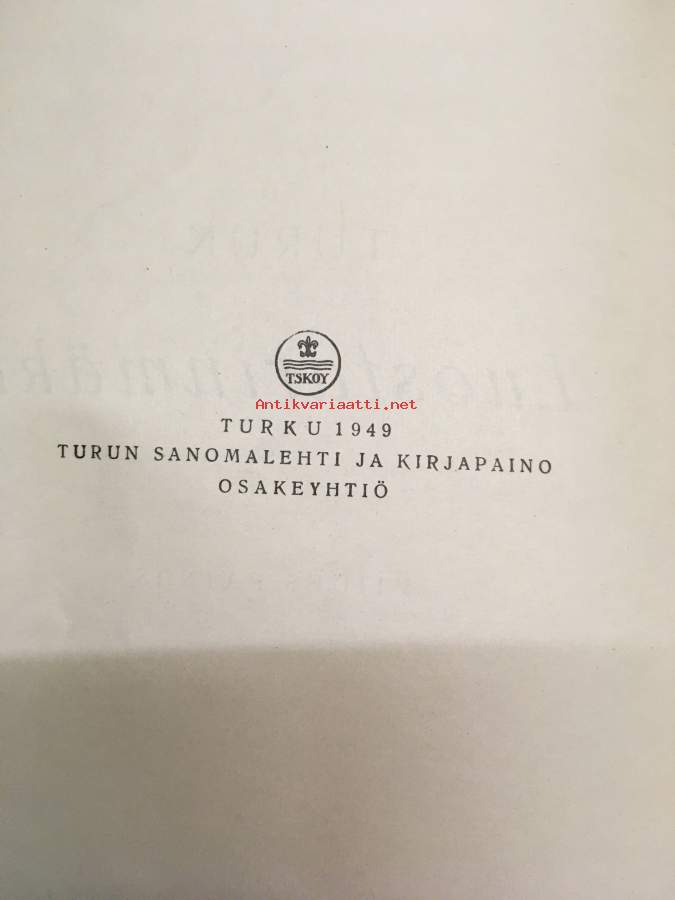 TSKOY
Antikvariaatti.net
TURKU 1949
TURUN SANOMALEHTI JA KIRJAPAINO
OSAKEYHTIÖ